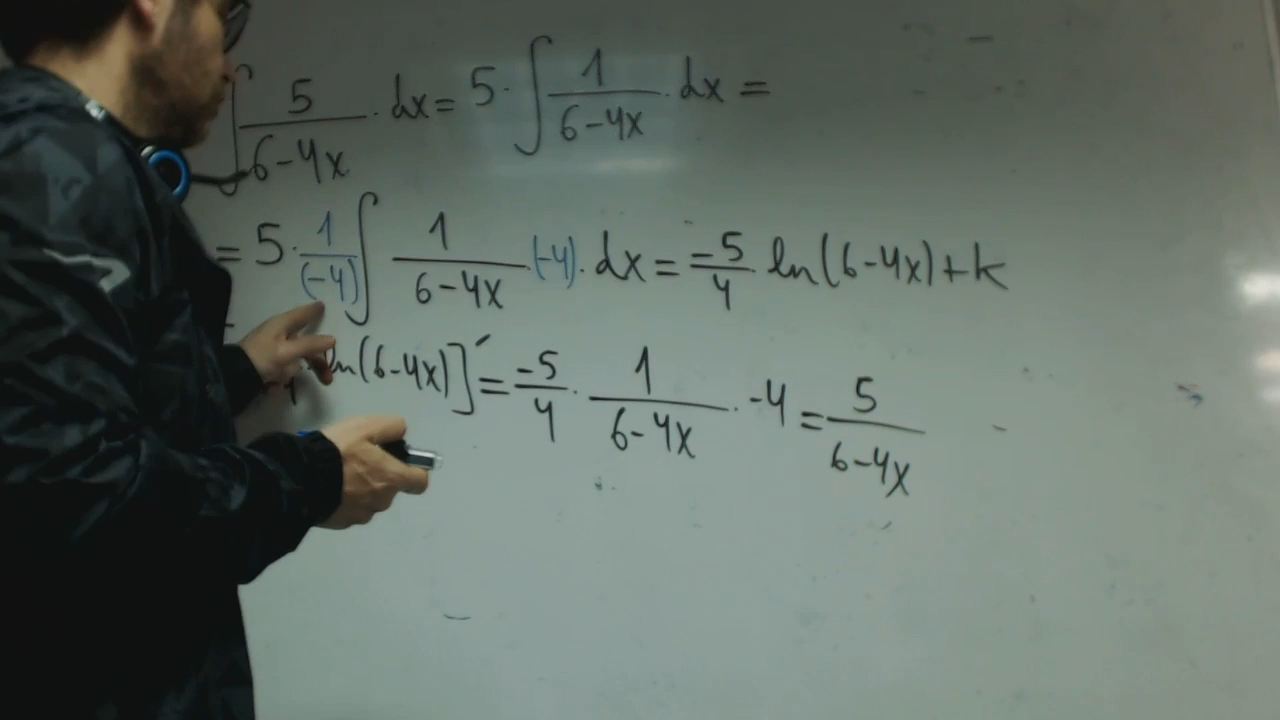 ∫ 5/(6-4x) · dx = 5 · ∫ 1/(6-4x) · dx =
= 5 · 1/(-4) ∫ 1/(6-4x) (-4) · dx = -5/4 ln(6-4x) + k
ln(6-4x)]´ = -5/4 · 1/(6-4x) · -4 = 5/(6-4x)